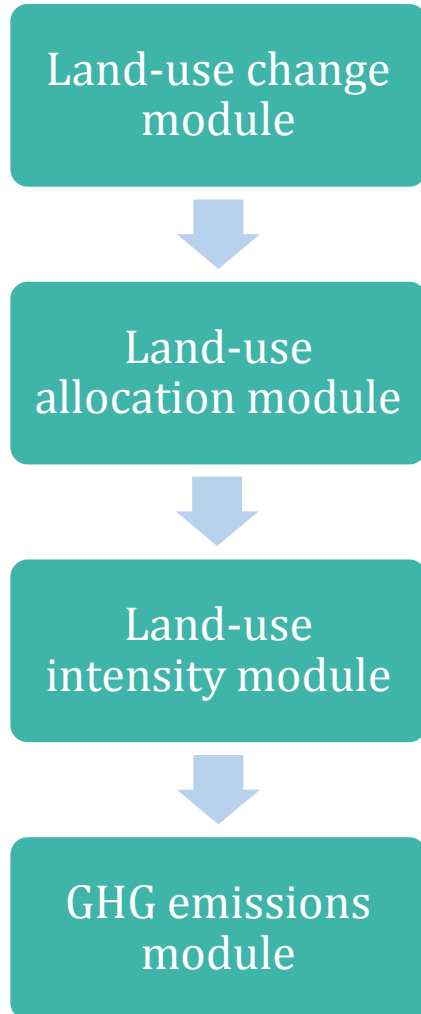 Land-use change
module
Land-use
allocation module
Land-use
intensity module
GHG emissions
module